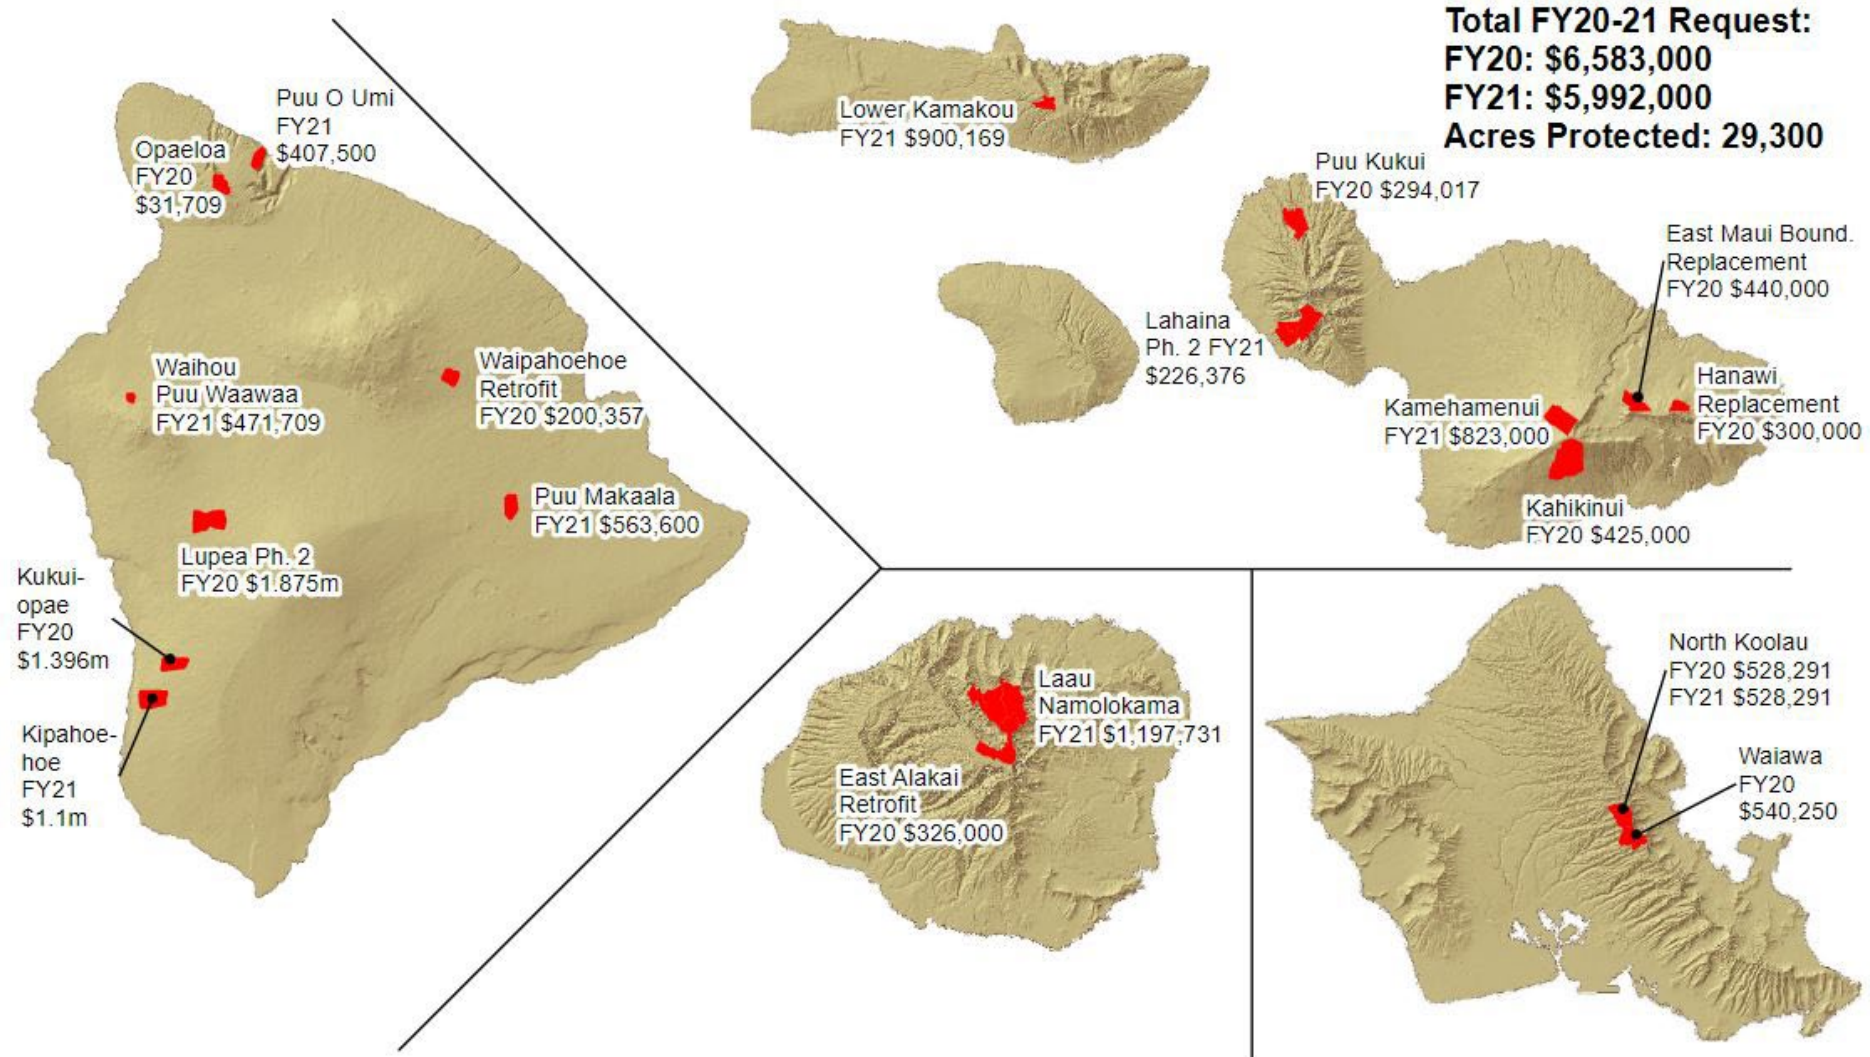 Total FY20-21 Request:
FY20: $6,583,000
FY21: $5,992,000
Acres Protected: 29,300
Puu O Umi
FY21
$407,500
Opaeloa
FY20
$31,709
Waihou
Puu Waawaa
FY21 $471,709
Waipahoehoe
Retrofit
FY20 $200,357
Puu Makaala
FY21 $563,600
Lupea Ph. 2
FY20 $1.875m
Kukui-
opae
FY20
$1.396m
Kipahoe-
hoe
FY21
$1.1m
Lower Kamakou
FY21 $900,169
Puu Kukui
FY20 $294,017
Lahaina
Ph. 2 FY21
$226,376
East Maui Bound.
Replacement
FY20 $440,000
Hanawi
Replacement
FY20 $300,000
Kamehamenui
FY21 $823,000
Kahikinui
FY20 $425,000
Laau
Namolokama
FY21 $1,197,731
East Alakai
Retrofit
FY20 $326,000
North Koolau
FY20 $528,291
FY21 $528,291
Waiawa
FY20
$540,250